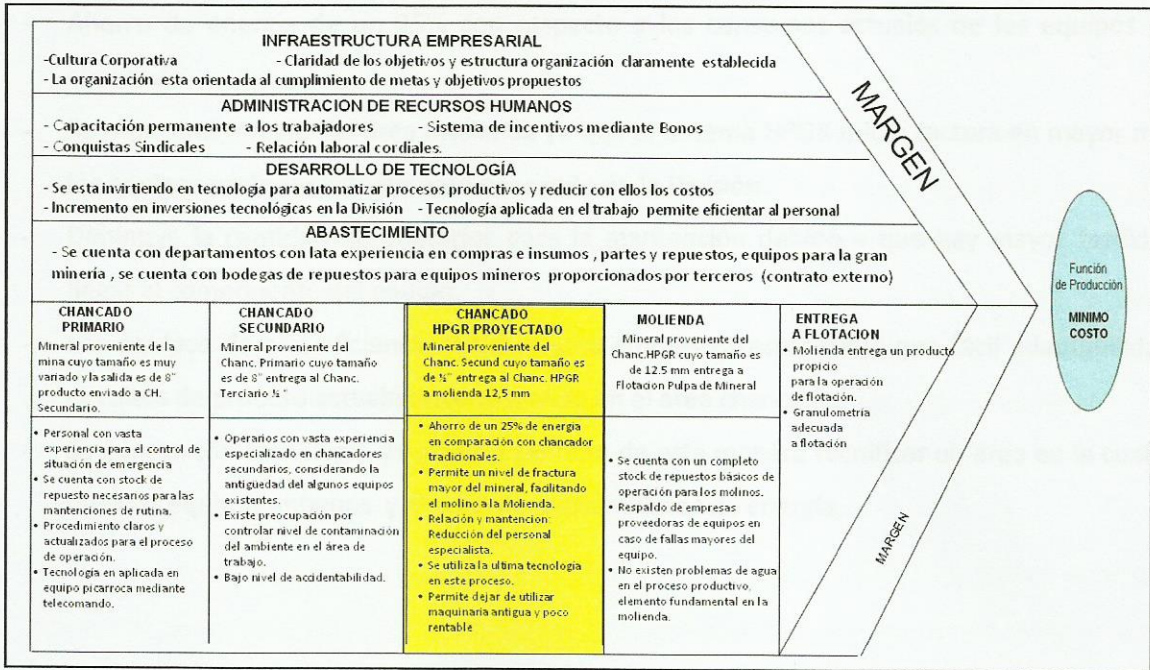 INFRAESTRUCTURA EMPRESARIAL
-Cultura Corporativa - Claridad de los objetivos y estructura organización claramente establecida
- La organización esta orientada al cumplimiento de metas y objetivos propuestos
ADMINISTRACION DE RECURSOS HUMANOS
- Capacitación permanente a los trabajadores - Sistema de incentivos mediante Bonos
- Conquistas Sindicales - Relación laboral cordiales.
DESARROLLO DE TECNOLOGÍA
- Se esta invirtiendo en tecnología para automatizar procesos productivos y reducir con ellos los costos
- Incremento en inversiones tecnológicas en la División - Tecnología aplicada en el trabajo permite eficientar al personal
ABASTECIMIENTO
- Se cuenta con departamentos con lata experiencia en compras e insumos , partes y repuestos, equipos para la gran
minería , se cuenta con bodegas de repuestos para equipos mineros proporcionados por terceros (contrato externo)
MARGEN
CHANCADO
PRIMARIO
Mineral proveniente de la
mina cuyo tamaño es muy
variado y la salida es de 8"
producto enviado a CH.
Secundario.
• Personal con vasta
experiencia para el control de
situación de emergencia
• Se cuenta con stock de
repuesto necesarios para las
mantenciones de rutina.
• Procedimiento claros y
actualizados para el proceso
de operación.
• Tecnología en aplicada en
equipo picarroca mediante
telecomando.
CHANCADO
SECUNDARIO
Mineral proveniente del
Chanc. Primario cuyo tamaño
es de 8" entrega al Chanc.
Terciario ½"
• Operarios con vasta experiencia
especializado en chancadores
secundarios, considerando la
antigüedad del algunos equipos
existentes.
• Existe preocupación por
controlar nivel de contaminación
del ambiente en el área de
trabajo.
• Bajo nivel de accidentabilidad.
CHANCADO
HPGR PROYECTADO
Mineral proveniente del
Chanc. Secund cuyo tamaño es
de ½" entrega al Chanc. HPGR
a molienda 12,5 mm
• Ahorro de un 25% de energía
en comparación con chancador
tradicionales.
• Permite un nivel de fractura
mayor del mineral, facilitando
el molino a la Molienda.
• Relación y mantencion:
Reducción del personal
especialista.
• Se utiliza la ultima tecnología
en este proceso.
• Permite dejar de utilizar
maquinaria antigua y poco
rentable
MOLIENDA
Mineral proveniente del
Chanc.HPGR cuyo tamaño es
de 12.5 mm entrega a
Flotacion Pulpa de Mineral
• Se cuenta con un completo
stock de repuestos básicos de
operación para los molinos.
• Respaldo de empresas
proveedoras de equipos en
caso de fallas mayores del
equipo.
• No existen problemas de agua
en el proceso productivo,
elemento fundamental en la
molienda.
ENTREGA
A FLOTACION
• Molienda entrega un producto
propicio
para la operación
de flotación.
• Granulometría
adecuada
a flotación
MARGEN
Función
de Producción
MINIMO
COSTO